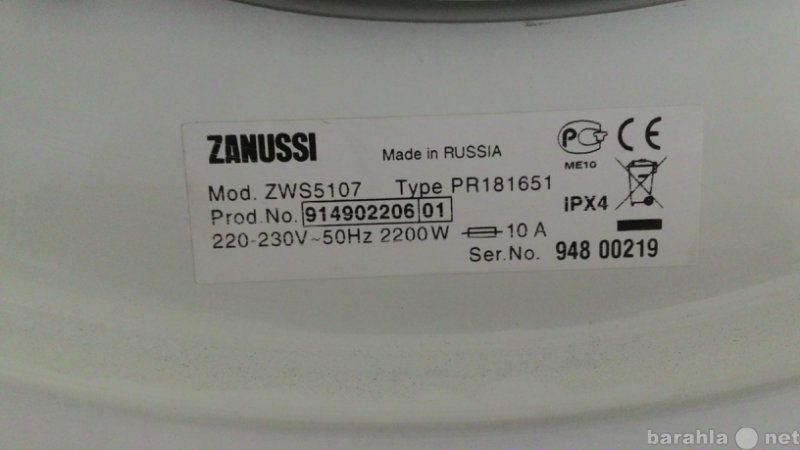 ZANUSSI
Made in RUSSIA
РСТ CE
ME10
Mod. ZWS5107 Type PR181651
Prod.No. 914902206 01
IPX4
220-230V~50Hz 2200W 10 A
Ser.No. 948 00219
barahla.net